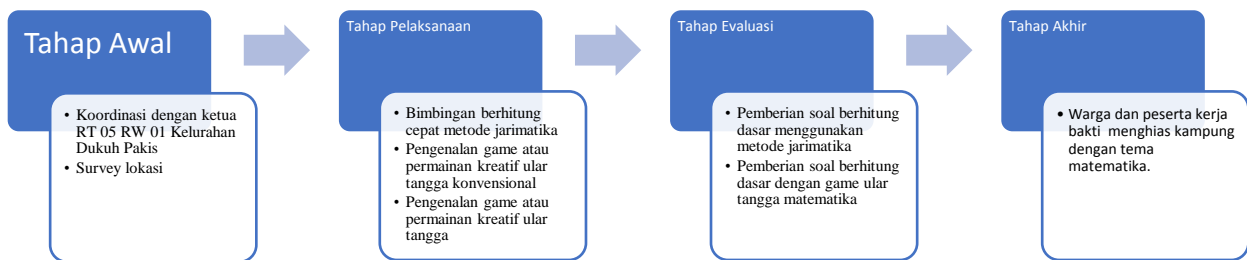 Tahap Awal
• Koordinasi dengan ketua
RT 05 RW 01 Kelurahan
Dukuh Pakis
• Survey lokasi
Tahap Pelaksanaan
• Bimbingan berhitung
cepat metode jarimatika
• Pengenalan game atau
permainan kreatif ular
tangga konvensional
• Pengenalan game atau
permainan kreatif ular
tangga
Tahap Evaluasi
• Pemberian soal berhitung
dasar menggunakan
metode jarimatika
• Pemberian soal berhitung
dasar dengan game ular
tangga matematika
Tahap Akhir
• Warga dan peserta kerja
bakti menghias kampung
dengan tema
matematika.